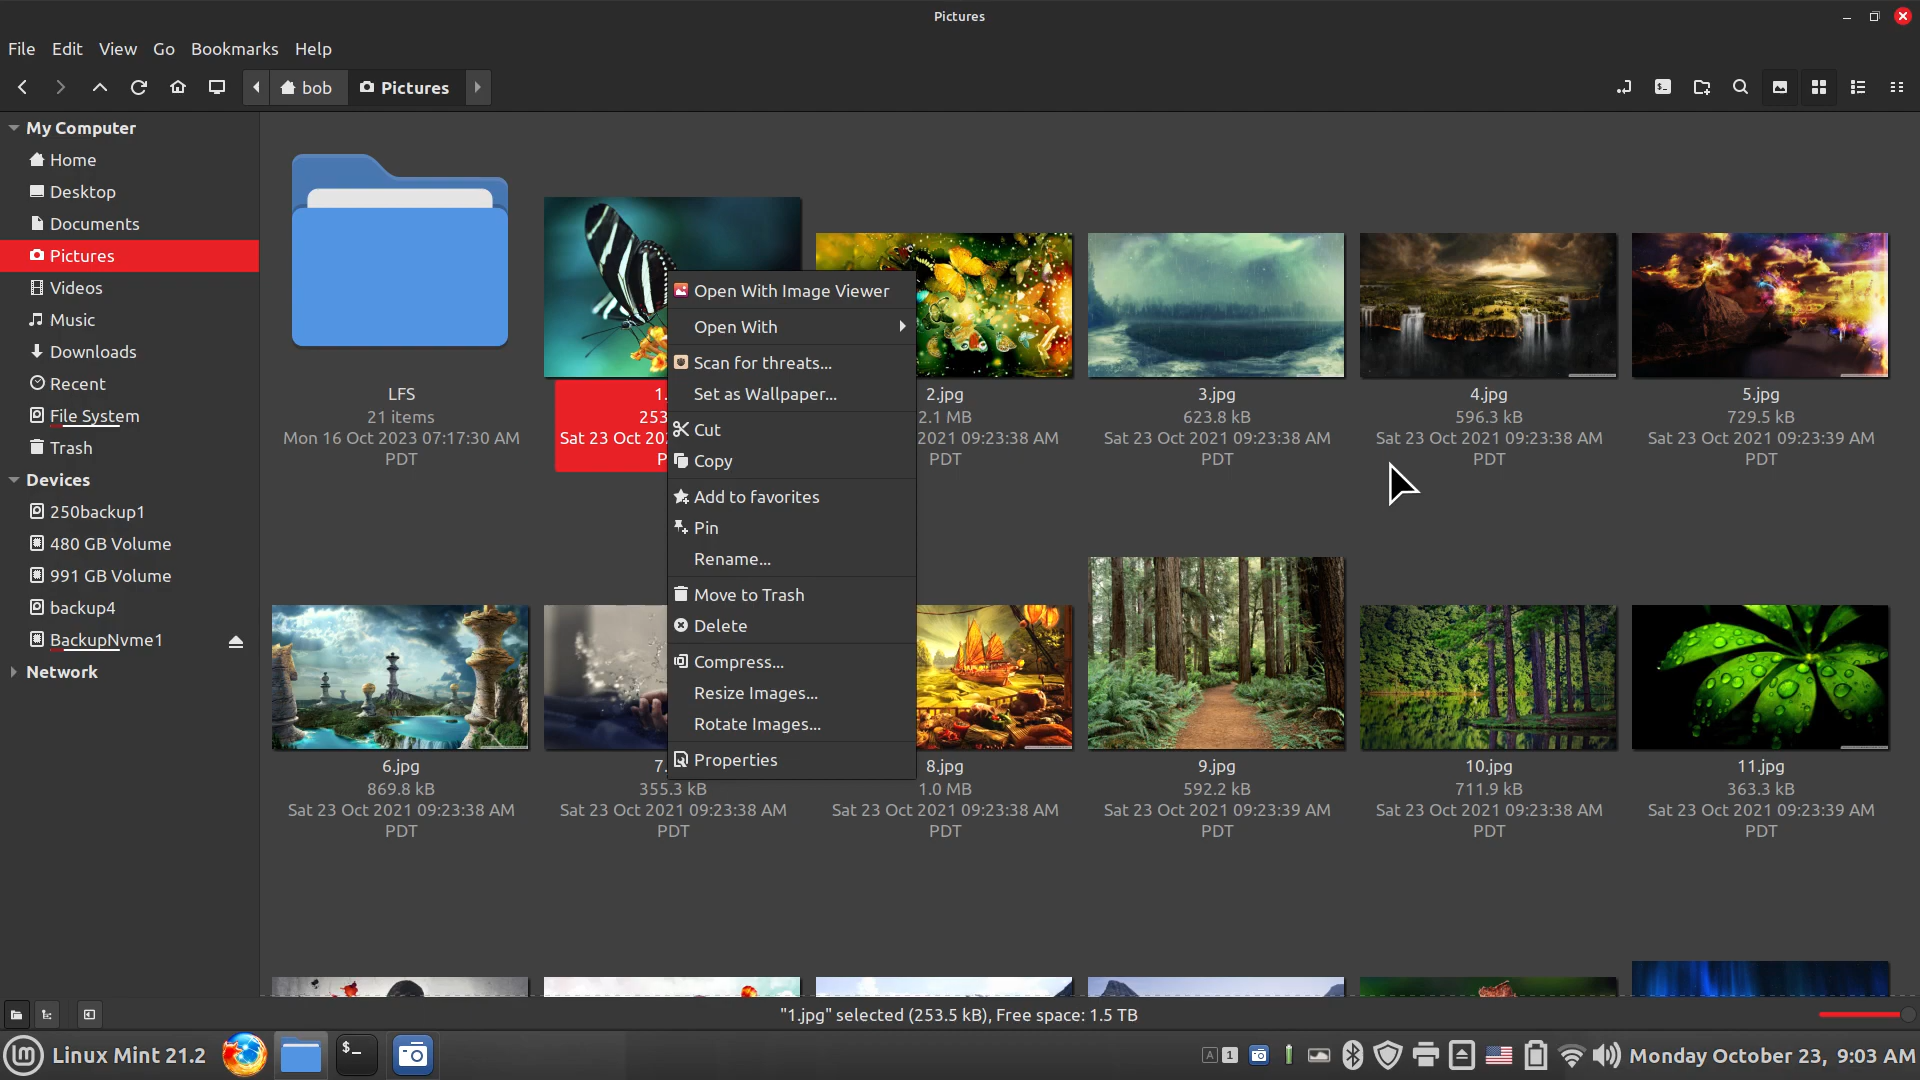 Pictures
File Edit View Go Bookmarks Help
bob Pictures
My Computer
Home
Desktop
Documents
Pictures
Videos
Music
Downloads
Recent
File System
Trash
Devices
250backup1
480 GB Volume
991 GB Volume
backup4
BackupNvme1
Network
LFS
21 items
Mon 16 Oct 2023 07:17:30 AM
PDT
1.
253
Sat 23 Oct 20
P
Open With Image Viewer
Open With
Scan for threats...
Set as Wallpaper...
Cut
Copy
Add to favorites
Pin
Rename...
Move to Trash
Delete
Compress...
Resize Images...
Rotate Images...
Properties
2.jpg
2.1 MB
2021 09:23:38 AM
PDT
3.jpg
623.8 kB
Sat 23 Oct 2021 09:23:38 AM
PDT
4.jpg
596.3 kB
Sat 23 Oct 2021 09:23:38 AM
PDT
5.jpg
729.5 kB
Sat 23 Oct 2021 09:23:39 AM
PDT
6.jpg
869.8 kB
Sat 23 Oct 2021 09:23:38 AM
PDT
7.
355.3 kB
Sat 23 Oct 2021 09:23:38 AM
PDT
8.jpg
1.0 MB
Sat 23 Oct 2021 09:23:38 AM
PDT
9.jpg
592.2 kB
Sat 23 Oct 2021 09:23:39 AM
PDT
10.jpg
711.9 kB
Sat 23 Oct 2021 09:23:38 AM
PDT
11.jpg
363.3 kB
Sat 23 Oct 2021 09:23:39 AM
PDT
"1.jpg" selected (253.5 kB), Free space: 1.5 TB
Linux Mint 21.2 A 1 Monday October 23, 9:03 AM